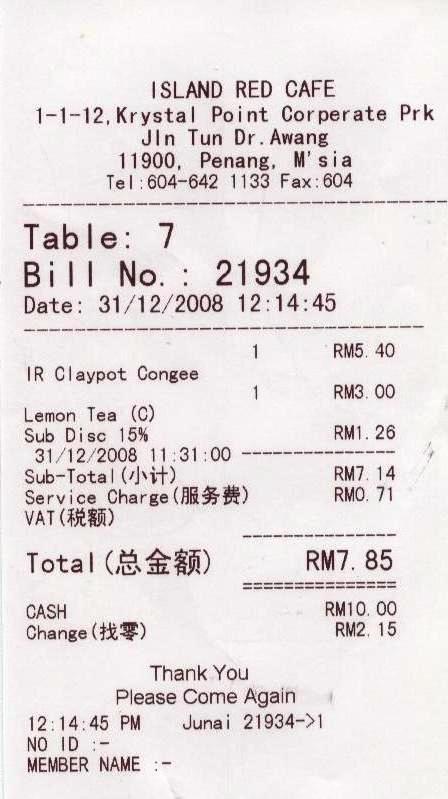 ISLAND RED CAFE
1-1-12,Krystal Point Corperate Prk
Jln Tun Dr.Awang
11900, Penang, M'sia
Tel:604-642 1133 Fax:604
Table: 7
Bill No.: 21934
Date: 31/12/2008 12:14:45
1 RM5.40
IR Claypot Congee
1 RM3.00
Lemon Tea (C)
Sub Disc 15% RM1.26
31/12/2008 11:31:00
Sub-Total(小计) RM7.14
Service Charge(服务费) RM0.71
VAT(税额)
Total(总金额) RM7.85
CASH RM10.00
Change(找零) RM2.15
Thank You
Please Come Again
12:14:45 PM Junai 21934->1
NO ID :-
MEMBER NAME :-